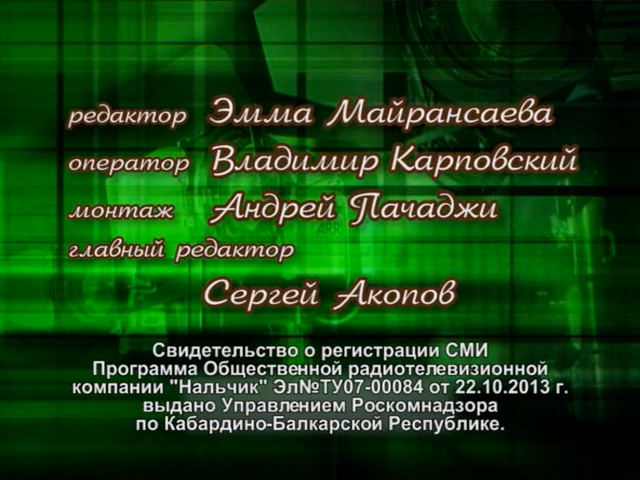 редактор Эмма Майрансаева
оператор Владимир Карповский
монтаж Андрей Пачаджи
главный редактор
Сергей Акопов
Свидетельство о регистрации СМИ
Программа Общественной радиотелевизионной
компании "Нальчик" Эл№ТУ07-00084 от 22.10.2013 г.
выдано Управлением Роскомнадзора
по Кабардино-Балкарской Республике.